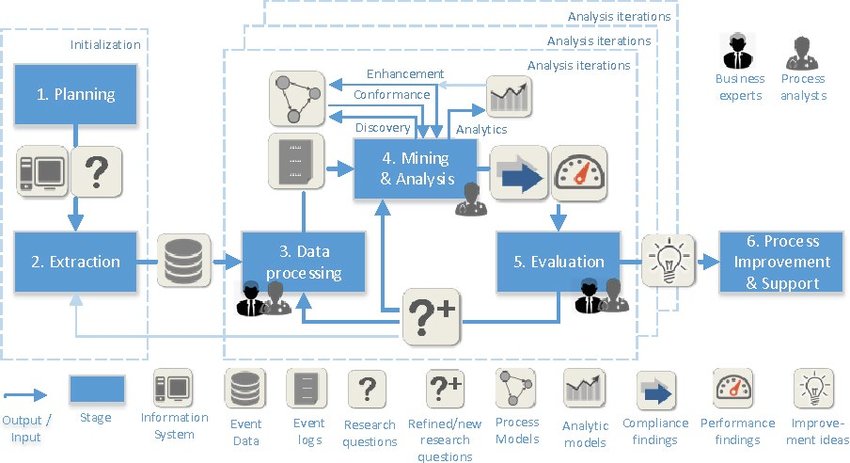 Analysis iterations
Analysis iterations
Analysis iterations
Initialization
Business
experts
Process
analysts
1. Planning
?
2. Extraction
Enhancement
Conformance
Discovery
Analytics
4. Mining
& Analysis
3. Data
processing
5. Evaluation
6. Process
Improvement
& Support
?+
Output /
Input
Stage
Information
System
Event
Data
Event
logs
?
Research
questions
?+
Refined/new
research
questions
Process
Models
Analytic
models
Compliance
findings
Performance
findings
Improve-
ment ideas